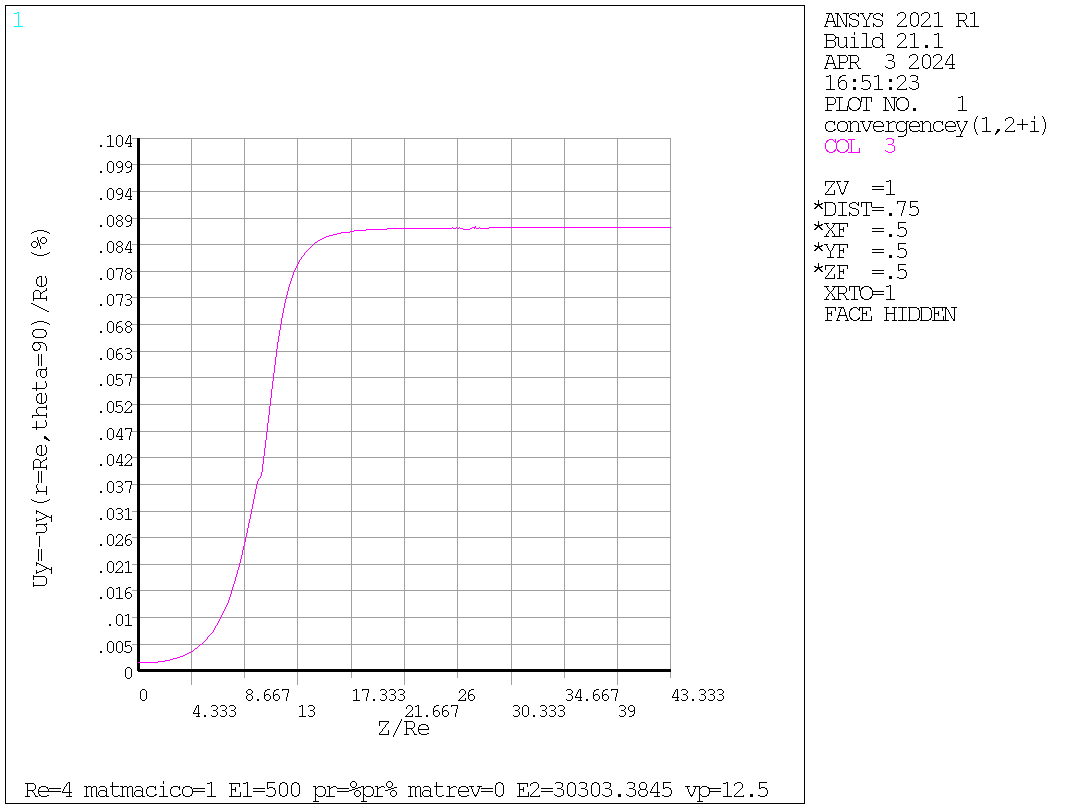 1
ANSYS 2021 R1
Build 21.1
APR  3 2024
16:51:23
PLOT NO.   1
convergencey(1,2+i)
COL  3
ZV  =1
*DIST=.75
*XF  =.5
*YF  =.5
*ZF  =.5
XRTO=1
FACE HIDDEN
Uy=-uy(r=Re,theta=90)/Re (%)
.104
.099
.094
.089
.084
.078
.073
.068
.063
.057
.052
.047
.042
.037
.031
.026
.021
.016
.01
.005
0
0 8.667 17.333 26 34.667 43.333
4.333 13 21.667 30.333 39
Z/Re
Re=4 matmacico=1 E1=500 pr=%pr% matrev=0 E2=30303.3845 vp=12.5